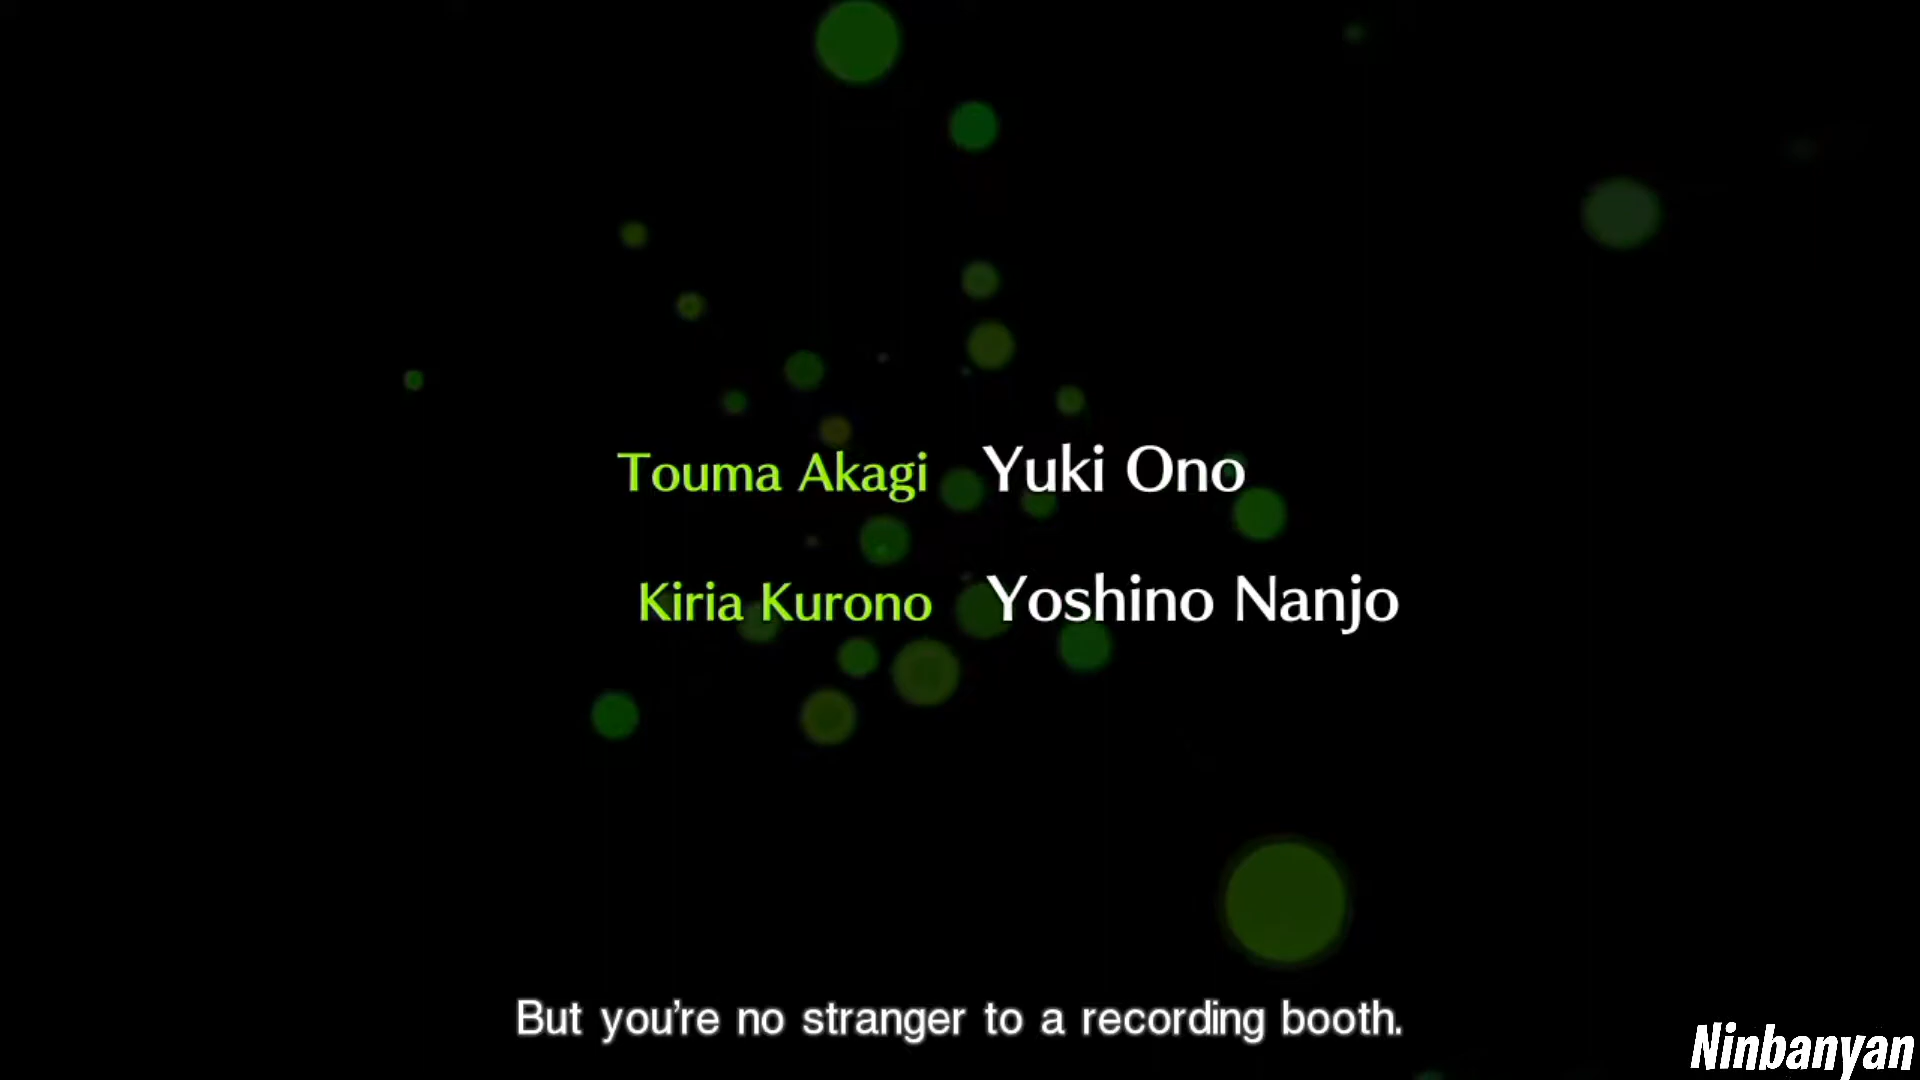 Touma Akagi Yuki Ono
Kiria Kurono Yoshino Nanjo
But you're no stranger to a recording booth.
Ninbanyan